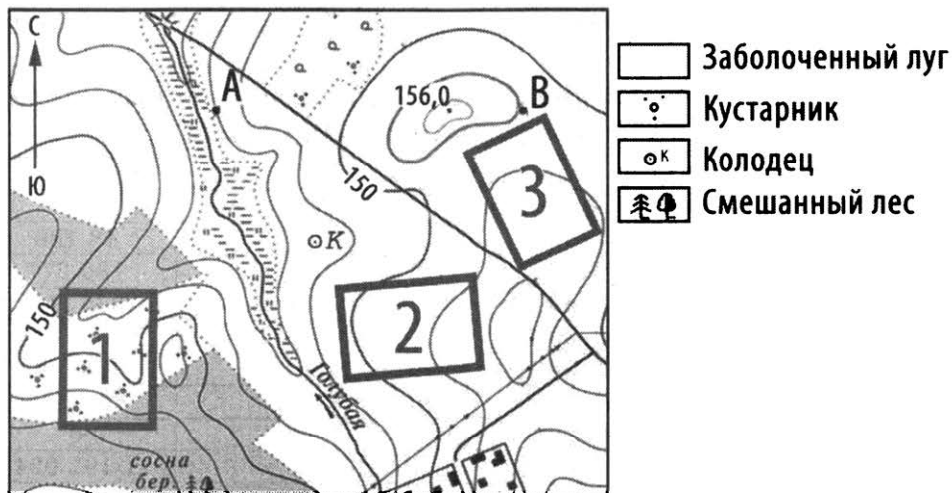 С
А
В
156,0
Ю
150
3
К
2
150
1
Голубая
сосна
бер.
Заболоченный луг
Кустарник
К
Колодец
Смешанный лес